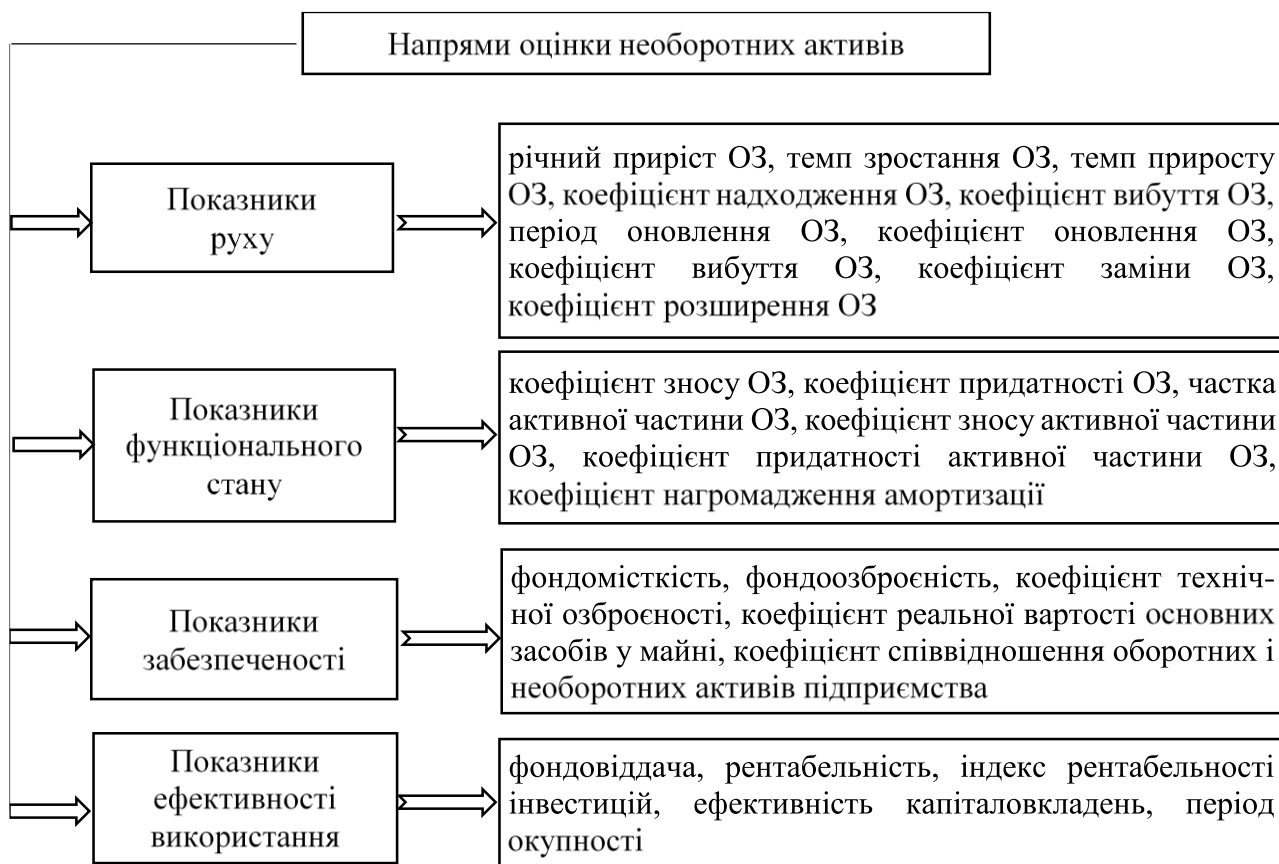 Напрями оцінки необоротних активів
Показники
руху
річний приріст ОЗ, темп зростання ОЗ, темп приросту
ОЗ, коефіцієнт надходження ОЗ, коефіцієнт вибуття ОЗ,
період оновлення ОЗ, коефіцієнт оновлення ОЗ,
коефіцієнт вибуття ОЗ, коефіцієнт заміни ОЗ,
коефіцієнт розширення ОЗ
Показники
функціонального
стану
коефіцієнт зносу ОЗ, коефіцієнт придатності ОЗ, частка
активної частини ОЗ, коефіцієнт зносу активної частини
ОЗ, коефіцієнт придатності активної частини ОЗ,
коефіцієнт нагромадження амортизації
Показники
забезпеченості
фондомісткість, фондоозброєність, коефіцієнт техніч-
ної озброєності, коефіцієнт реальної вартості основних
засобів у майні, коефіцієнт співвідношення оборотних і
необоротних активів підприємства
Показники
ефективності
використання
фондовіддача, рентабельність, індекс рентабельності
інвестицій, ефективність капіталовкладень, період
окупності